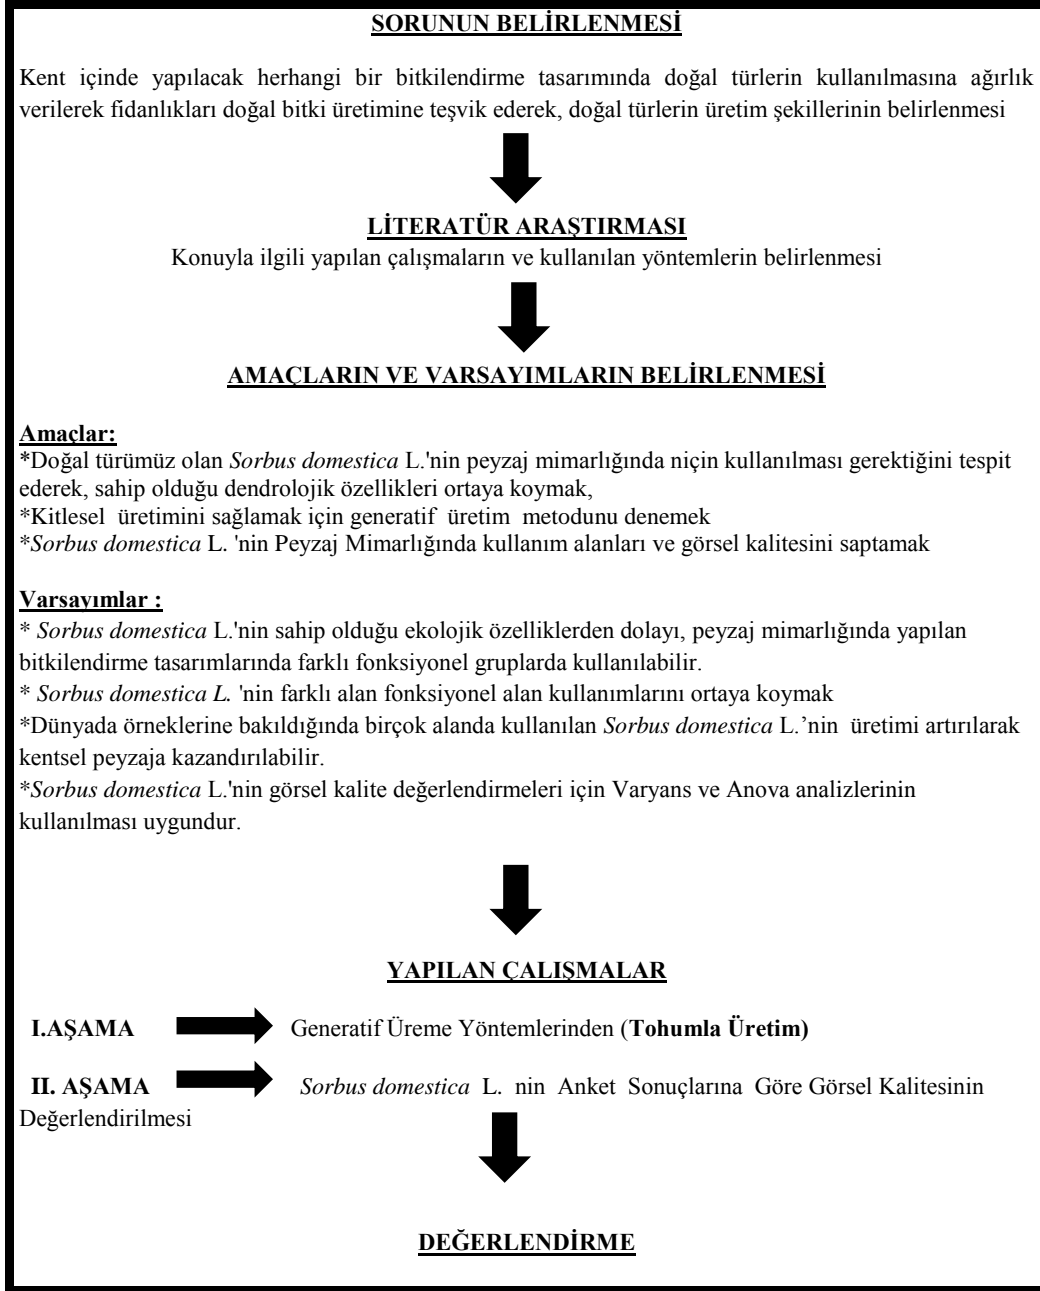 SORUNUN BELİRLENMESİ
Kent içinde yapılacak herhangi bir bitkilendirme tasarımında doğal türlerin kullanılmasına ağırlık
verilerek fidanlıkları doğal bitki üretimine teşvik ederek, doğal türlerin üretim şekillerinin belirlenmesi
LİTERATÜR ARAŞTIRMASI
Konuyla ilgili yapılan çalışmaların ve kullanılan yöntemlerin belirlenmesi
AMAÇLARIN VE VARSAYIMLARIN BELİRLENMESİ
Amaçlar:
*Doğal türümüz olan Sorbus domestica L.'nin peyzaj mimarlığında niçin kullanılması gerektiğini tespit
ederek, sahip olduğu dendrolojik özellikleri ortaya koymak,
*Kitlesel üretimini sağlamak için generatif üretim metodunu denemek
*Sorbus domestica L. 'nin Peyzaj Mimarlığında kullanım alanları ve görsel kalitesini saptamak
Varsayımlar :
* Sorbus domestica L.'nin sahip olduğu ekolojik özelliklerden dolayı, peyzaj mimarlığında yapılan
bitkilendirme tasarımlarında farklı fonksiyonel gruplarda kullanılabilir.
* Sorbus domestica L. 'nin farklı alan fonksiyonel alan kullanımlarını ortaya koymak
*Dünyada örneklerine bakıldığında birçok alanda kullanılan Sorbus domestica L.’nin üretimi artırılarak
kentsel peyzaja kazandırılabilir.
*Sorbus domestica L.'nin görsel kalite değerlendirmeleri için Varyans ve Anova analizlerinin
kullanılması uygundur.
YAPILAN ÇALIŞMALAR
I.AŞAMA Generatif Üreme Yöntemlerinden (Tohumla Üretim)
II. AŞAMA Sorbus domestica L. nin Anket Sonuçlarına Göre Görsel Kalitesinin
Değerlendirilmesi
DEĞERLENDİRME